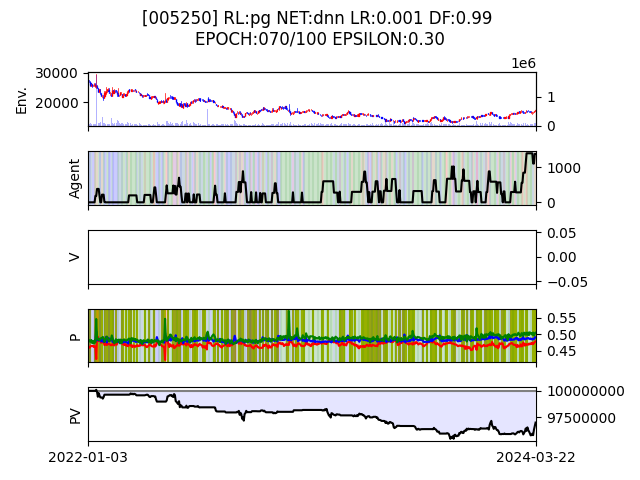 [005250] RL:pg NET:dnn LR:0.001 DF:0.99
EPOCH:070/100 EPSILON:0.30
1e6
30000
20000
Env.
1
0
Agent
1000
0
V
0.05
0.00
−0.05
P
0.55
0.50
0.45
PV
100000000
97500000
2022-01-03
2024-03-22